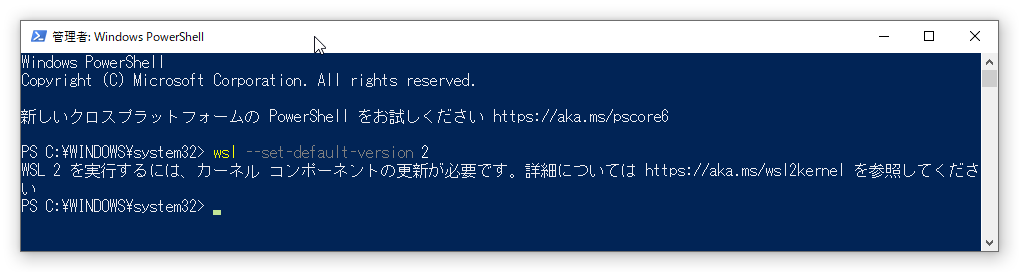 管理者: Windows PowerShell
Windows PowerShell
Copyright (C) Microsoft Corporation. All rights reserved.
新しいクロスプラットフォームの PowerShell をお試しください https://aka.ms/pscore6
PS C:¥WINDOWS¥system32> wsl --set-default-version 2
WSL 2 を実行するには、カーネル コンポーネントの更新が必要です。詳細については https://aka.ms/wsl2kernel を参照してくださ
い
PS C:¥WINDOWS¥system32>